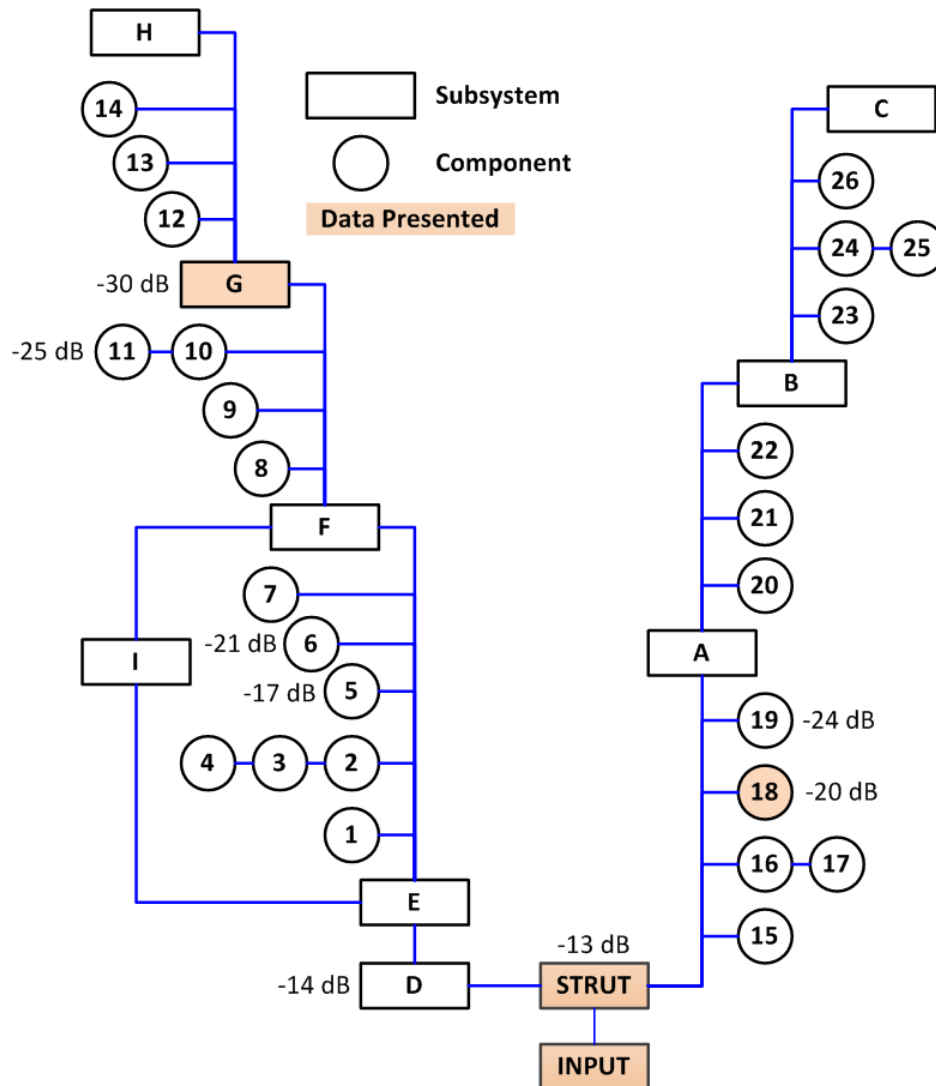 H
14
Subsystem
C
13
Component
26
12
Data Presented
24 25
-30 dB G
23
-25 dB 11 10
B
9
22
8
21
F
20
7
-21 dB 6
I
A
-17 dB 5
19 -24 dB
4 3 2
18 -20 dB
1
16 17
E
15
-13 dB
-14 dB D
STRUT
INPUT